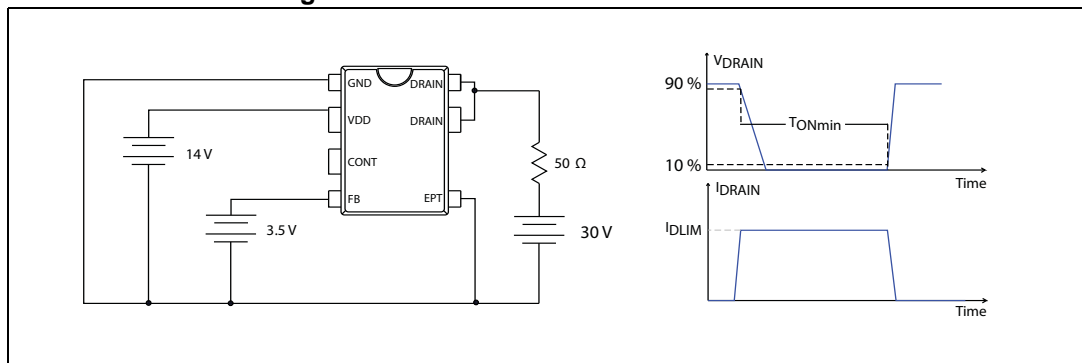 g
GND
DRAIN
VDD
DRAIN
CONT
FB
EPT
14 V
3.5 V
50 Ω
30 V
VDRAIN
90 %
TONmin
10 %
Time
IDRAIN
IDLIM
Time